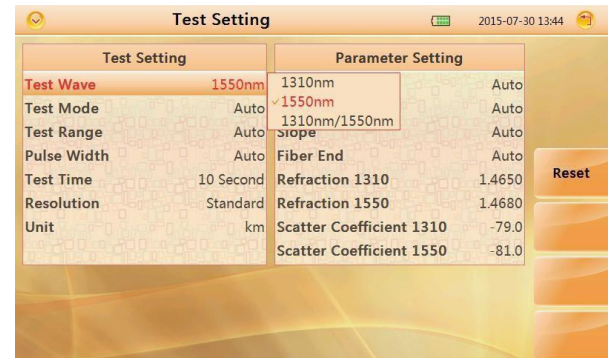 Test Setting
2015-07-30 13:44
Test Setting
Test Wave 1550nm
Test Mode Auto
Test Range Auto
Pulse Width Auto
Test Time 10 Second
Resolution Standard
Unit km
1310nm
1550nm
1310nm/1550nm
Parameter Setting
Auto
Auto
Slope Auto
Fiber End Auto
Refraction 1310 1.4650
Refraction 1550 1.4680
Scatter Coefficient 1310 -79.0
Scatter Coefficient 1550 -81.0
Reset